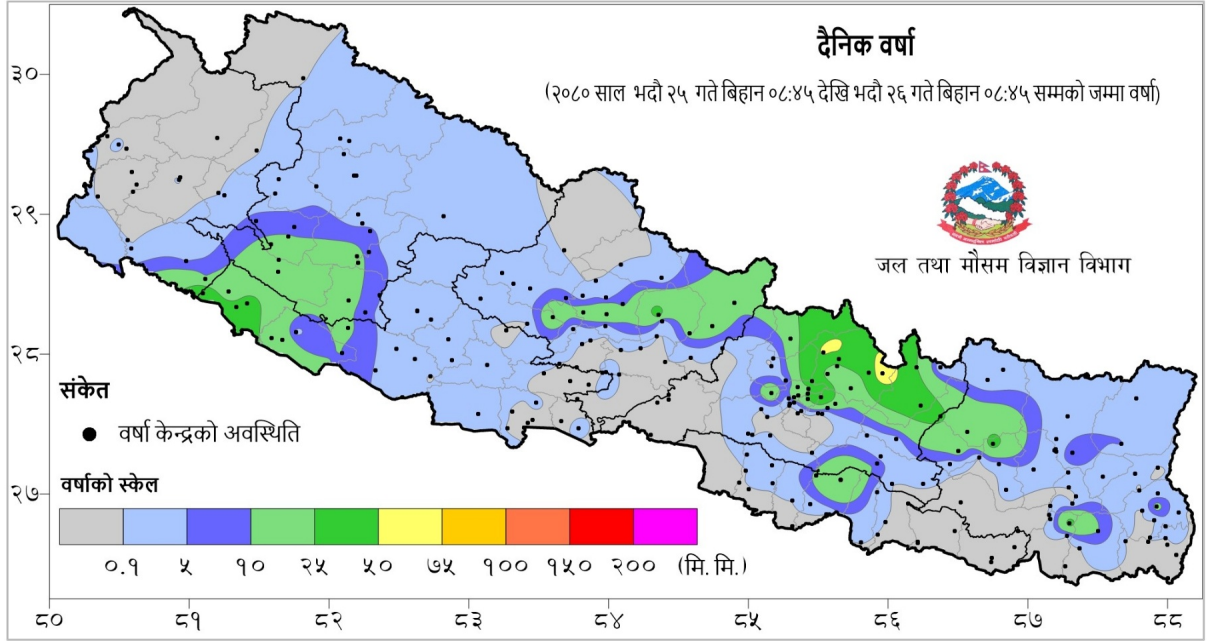 दैनिक वर्षा
(२०८० साल भदौ २५ गते बिहान ०८:४५ देखि भदौ २६ गते बिहान ०८:४५ सम्मको जम्मा वर्षा)
जल तथा मौसम विज्ञान विभाग
३०
२९
२८
२७
संकेत
वर्षा केन्द्रको अवस्थिति
वर्षाको स्केल
०.१ ५ १० २५ ५० ७५ १०० १५० २०० (मि. मि.)
८० ८१ ८२ ८३ ८४ ८५ ८६ ८७ ८८